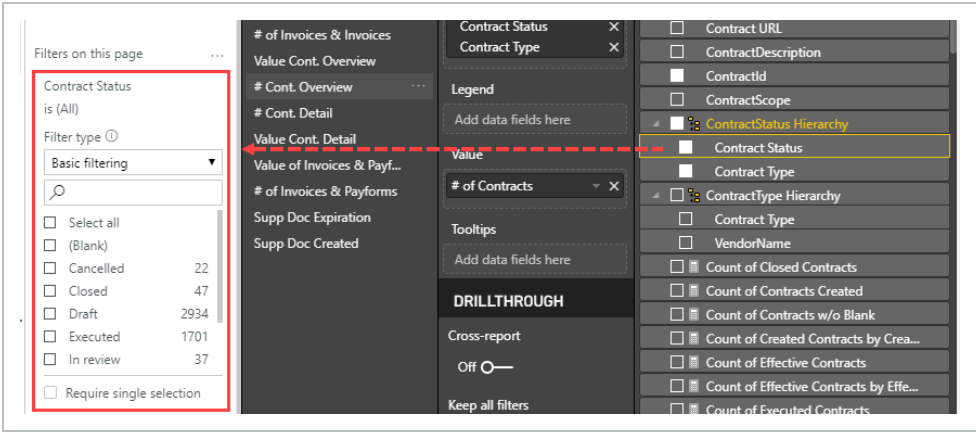 Filters on this page ...
Contract Status
is (All)
Filter type
Basic filtering
Select all
(Blank)
Cancelled 22
Closed 47
Draft 2934
Executed 1701
In review 37
Require single selection
# of Invoices & Invoices
Value Cont. Overview
# Cont. Overview ...
# Cont. Detail
Value Cont. Detail
Value of Invoices & Payf...
# of Invoices & Payforms
Supp Doc Expiration
Supp Doc Created
Contract Status
Contract Type
Legend
Add data fields here
Value
# of Contracts
Tooltips
Add data fields here
DRILLTHROUGH
Cross-report
Off
Keep all filters
Contract URL
ContractDescription
ContractId
ContractScope
ContractStatus Hierarchy
Contract Status
Contract Type
ContractType Hierarchy
Contract Type
VendorName
Count of Closed Contracts
Count of Contracts Created
Count of Contracts w/o Blank
Count of Created Contracts by Crea...
Count of Effective Contracts
Count of Effective Contracts by Effe...
Count of Executed Contracts